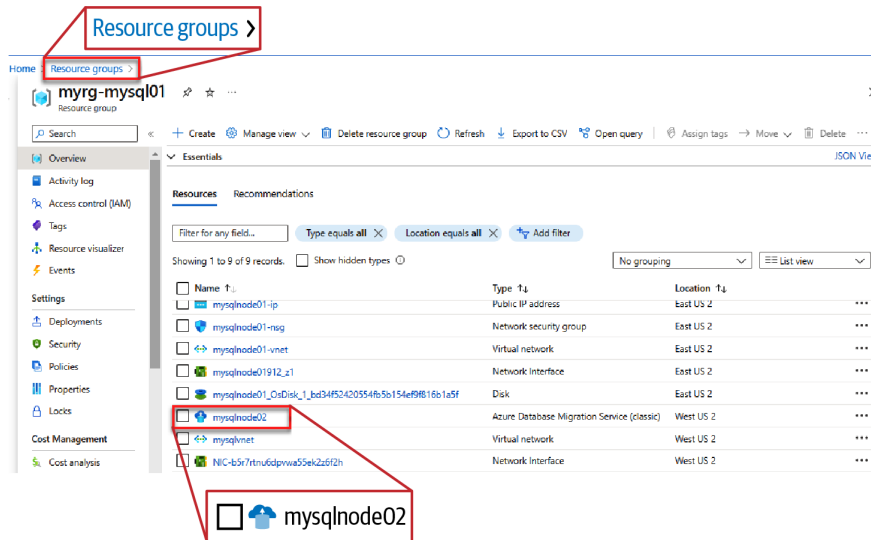 Resource groups >
Home > Resource groups >
myrg-mysql01
Resource group
Search
+ Create Manage view Delete resource group Refresh Export to CSV Open query Assign tags Move Delete ...
Overview
Essentials
JSON Vie
Activity log
Access control (IAM)
Tags
Resource visualizer
Events
Settings
Deployments
Security
Policies
Properties
Locks
Cost Management
Cost analysis
Resources Recommendations
Filter for any field... Type equals all Location equals all Add filter
Showing 1 to 9 of 9 records. Show hidden types No grouping List view
Name Type Location
mysqlnode01-ip Public IP address East US 2 ...
mysqlnode01-nsg Network security group East US 2 ...
mysqlnode01-vnet Virtual network East US 2 ...
mysqlnode01912_z1 Network Interface East US 2 ...
mysqlnode01_OsDisk_1_bd34f52420554fb5b154ef9f816b1a5f Disk East US 2 ...
mysqlnode02 Azure Database Migration Service (classic) West US 2 ...
mysqlvnet Virtual network West US 2 ...
NIC-b5r7rtnu6dpvwa55ek2z6f2h Network Interface West US 2 ...
mysqlnode02